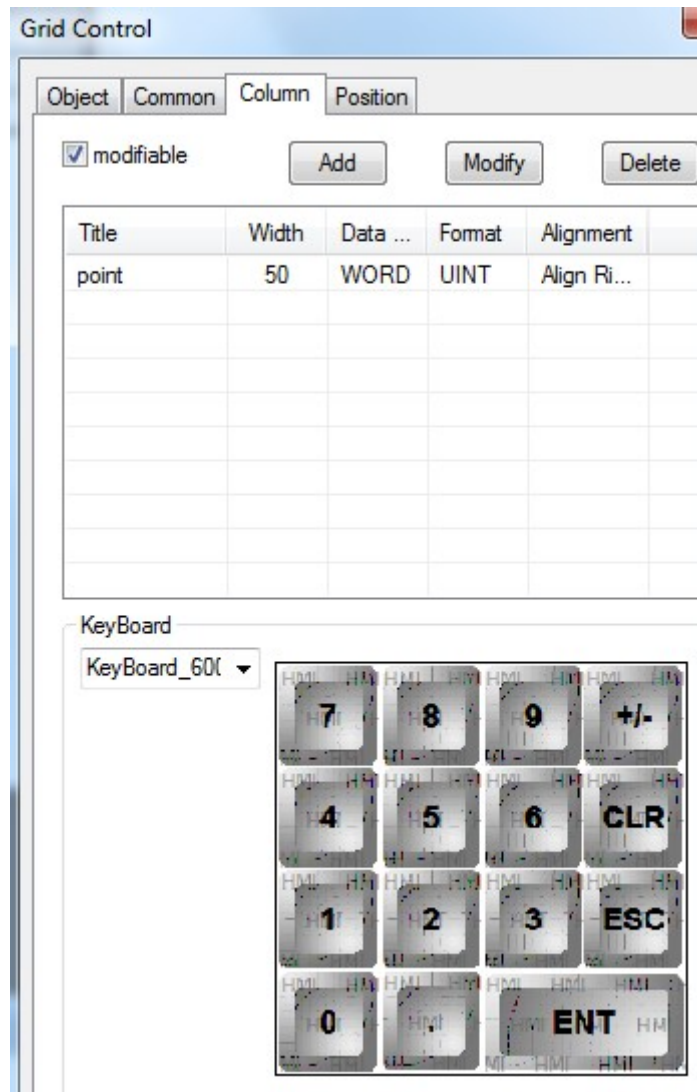 Grid Control
Object Common Column Position
modifiable Add Modify Delete
Title Width Data ... Format Alignment
point 50 WORD UINT Align Ri...
KeyBoard
KeyBoard_600
7 8 9 +/-
4 5 6 CLR
1 2 3 ESC
0 . ENT